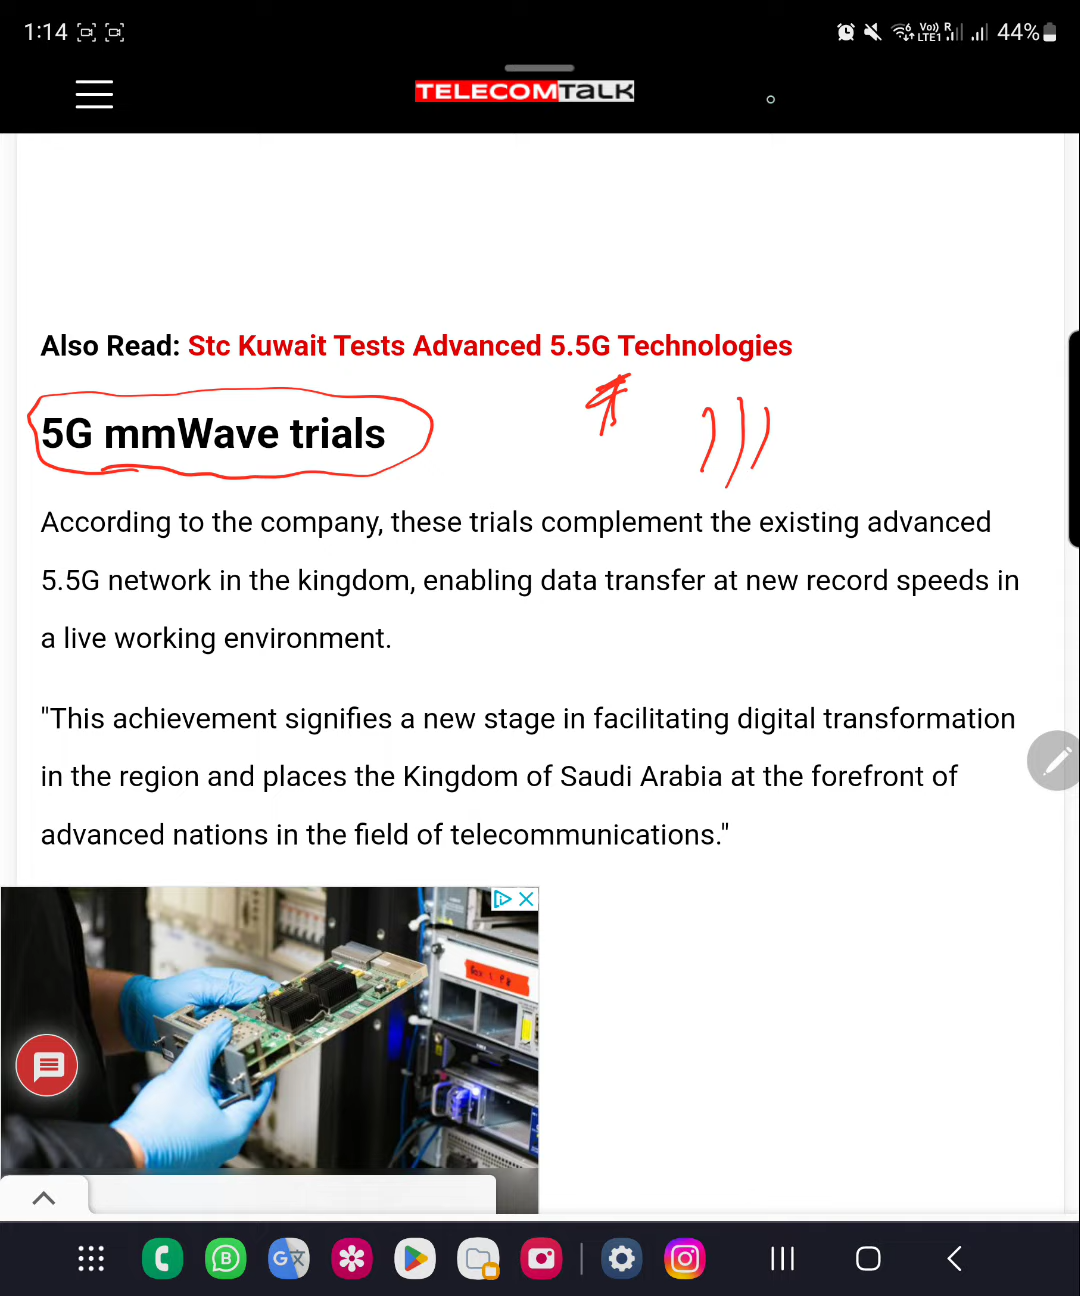 1:14
Vo)) R
LTE1
44%
TELECOMTALK
Also Read: Stc Kuwait Tests Advanced 5.5G Technologies
5G mmWave trials
According to the company, these trials complement the existing advanced
5.5G network in the kingdom, enabling data transfer at new record speeds in
a live working environment.
"This achievement signifies a new stage in facilitating digital transformation
in the region and places the Kingdom of Saudi Arabia at the forefront of
advanced nations in the field of telecommunications."